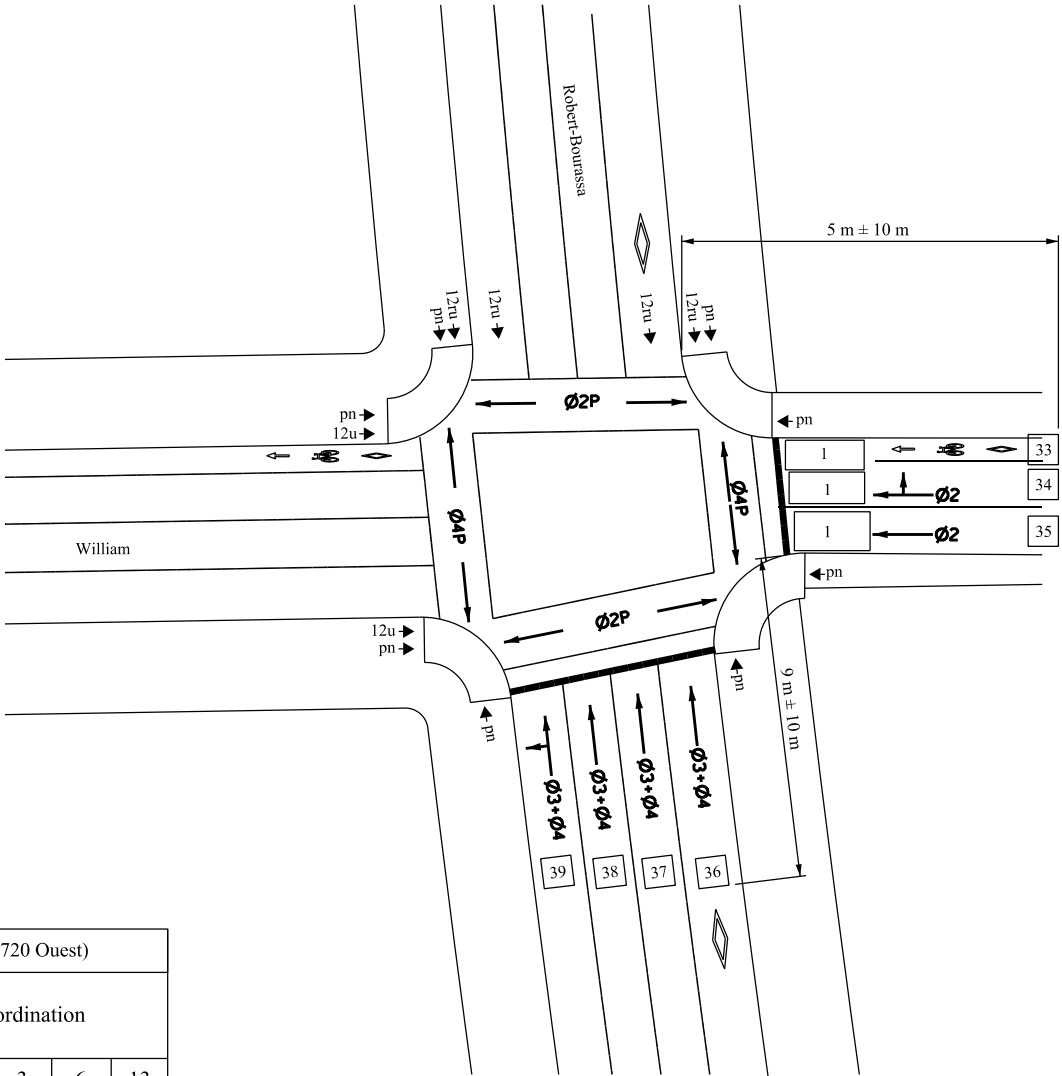 Robert-Bourassa
5 m ± 10 m
12ru
pn
12ru
12ru
12ru
pn
pn
12u
Ø2P
pn
1
33
Ø4P
Ø4P
1
Ø2
34
1
Ø2
35
William
pn
12u
pn
Ø2P
pn
pn
9 m ± 10 m
Ø3+Ø4
Ø3+Ø4
Ø3+Ø4
Ø3+Ø4
39
38
37
36
720 Ouest)
ordination
3 6 13